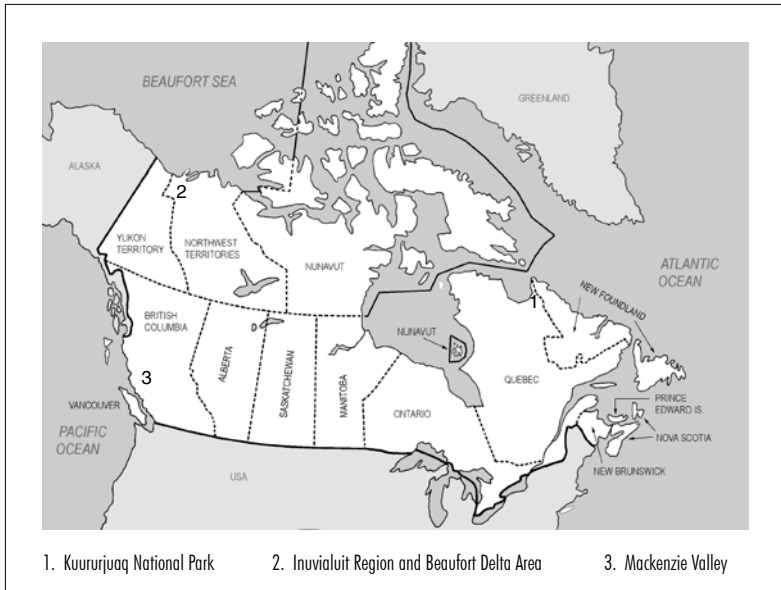 BEAUFORT SEA
GREENLAND
ALASKA
2
YUKON
TERRITORY
NORTHWEST
TERRITORIES
NUNAVUT
ATLANTIC
OCEAN
1
NEW FOUNDLAND
BRITISH
COLUMBIA
NUNAVUT
ALBERTA
SASKATCHEWAN
MANITOBA
3
QUEBEC
ONTARIO
VANCOUVER
PRINCE
EDWARD IS.
PACIFIC
OCEAN
NOVA SCOTIA
NEW BRUNSWICK
USA
1. Kuururjuaq National Park
2. Inuvialuit Region and Beaufort Delta Area
3. Mackenzie Valley